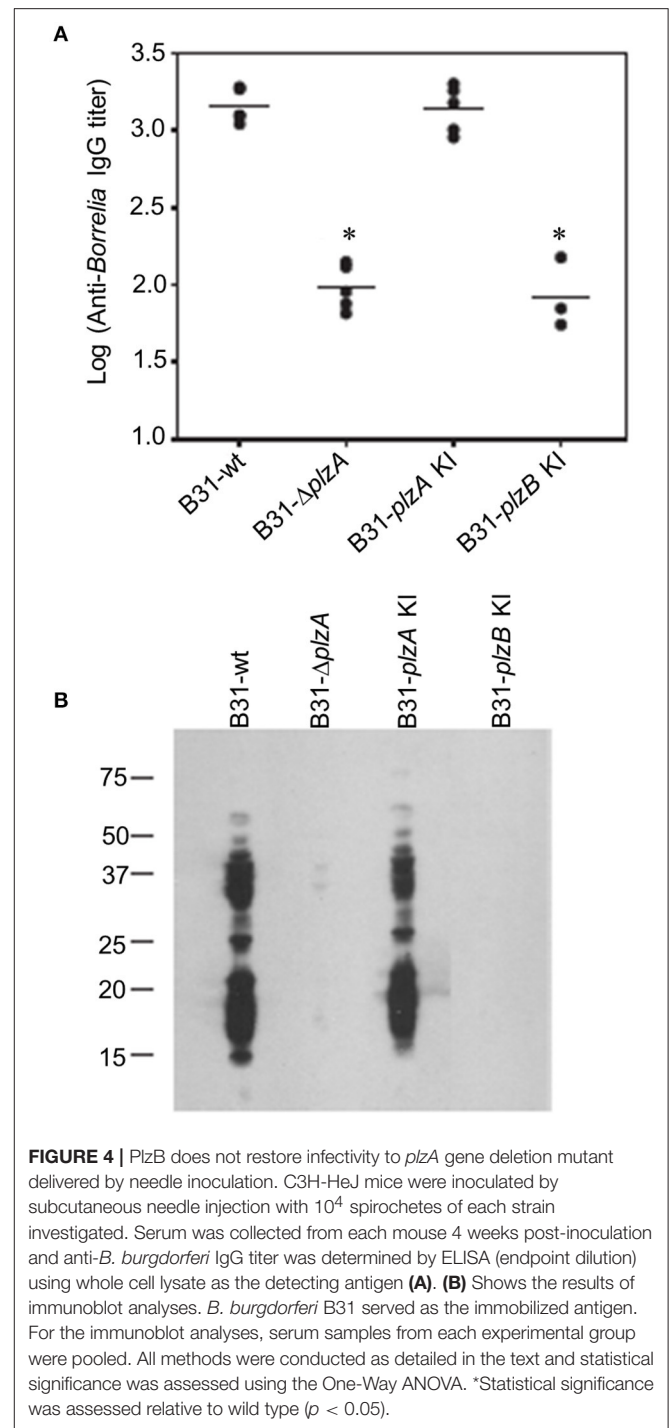 A
Log (Anti-Borrelia IgG titer)
3.5
3.0
2.5
2.0
1.5
1.0
*
*
B31-wt
B31-ΔplzA
B31-plzA KI
B31-plzB KI
B
B31-wt
B31-ΔplzA
B31-plzA KI
B31-plzB KI
75
50
37
25
20
15
FIGURE 4 | PlzB does not restore infectivity to plzA gene deletion mutant
delivered by needle inoculation. C3H-HeJ mice were inoculated by
subcutaneous needle injection with 10⁴ spirochetes of each strain
investigated. Serum was collected from each mouse 4 weeks post-inoculation
and anti-B. burgdorferi IgG titer was determined by ELISA (endpoint dilution)
using whole cell lysate as the detecting antigen (A). (B) Shows the results of
immunoblot analyses. B. burgdorferi B31 served as the immobilized antigen.
For the immunoblot analyses, serum samples from each experimental group
were pooled. All methods were conducted as detailed in the text and statistical
significance was assessed using the One-Way ANOVA. *Statistical significance
was assessed relative to wild type (p < 0.05).